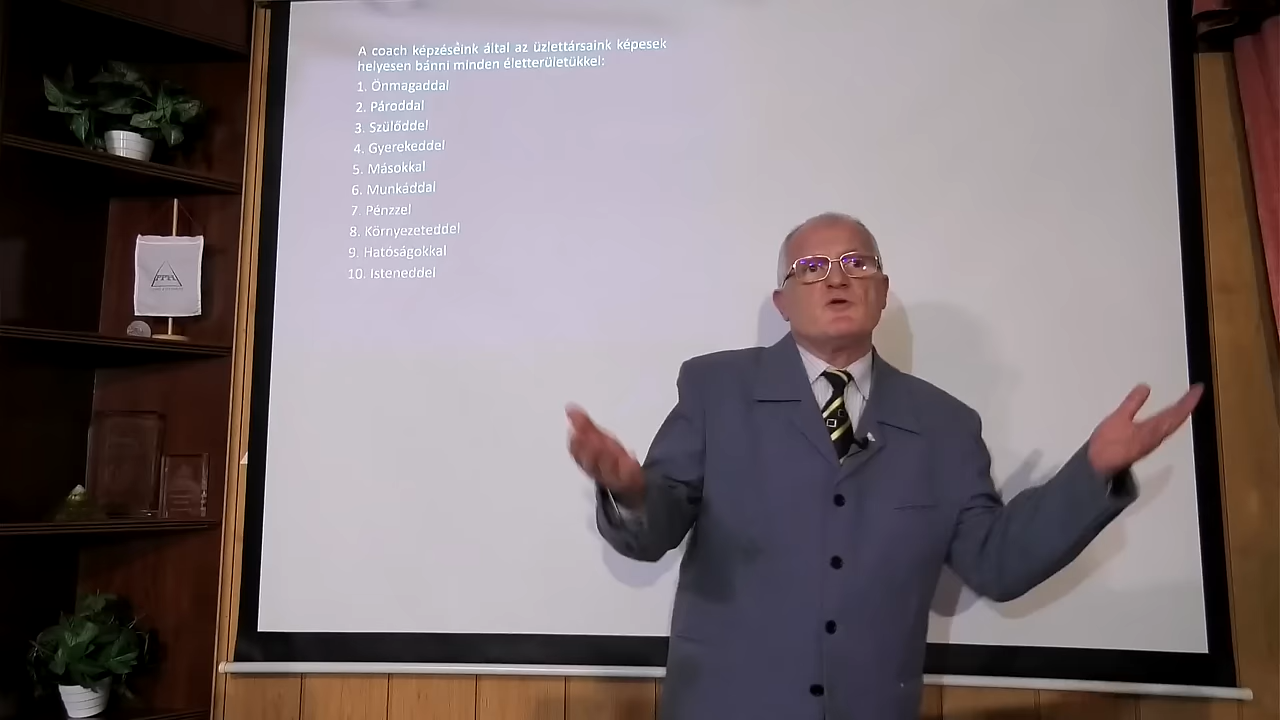 A coach képzéseink által az üzlettársaink képesek
helyesen bánni minden életterületükkel:
1. Önmagaddal
2. Pároddal
3. Szülőddel
4. Gyerekeddel
5. Másokkal
6. Munkáddal
7. Pénzzel
8. Környezeteddel
9. Hatóságokkal
10. Isteneddel